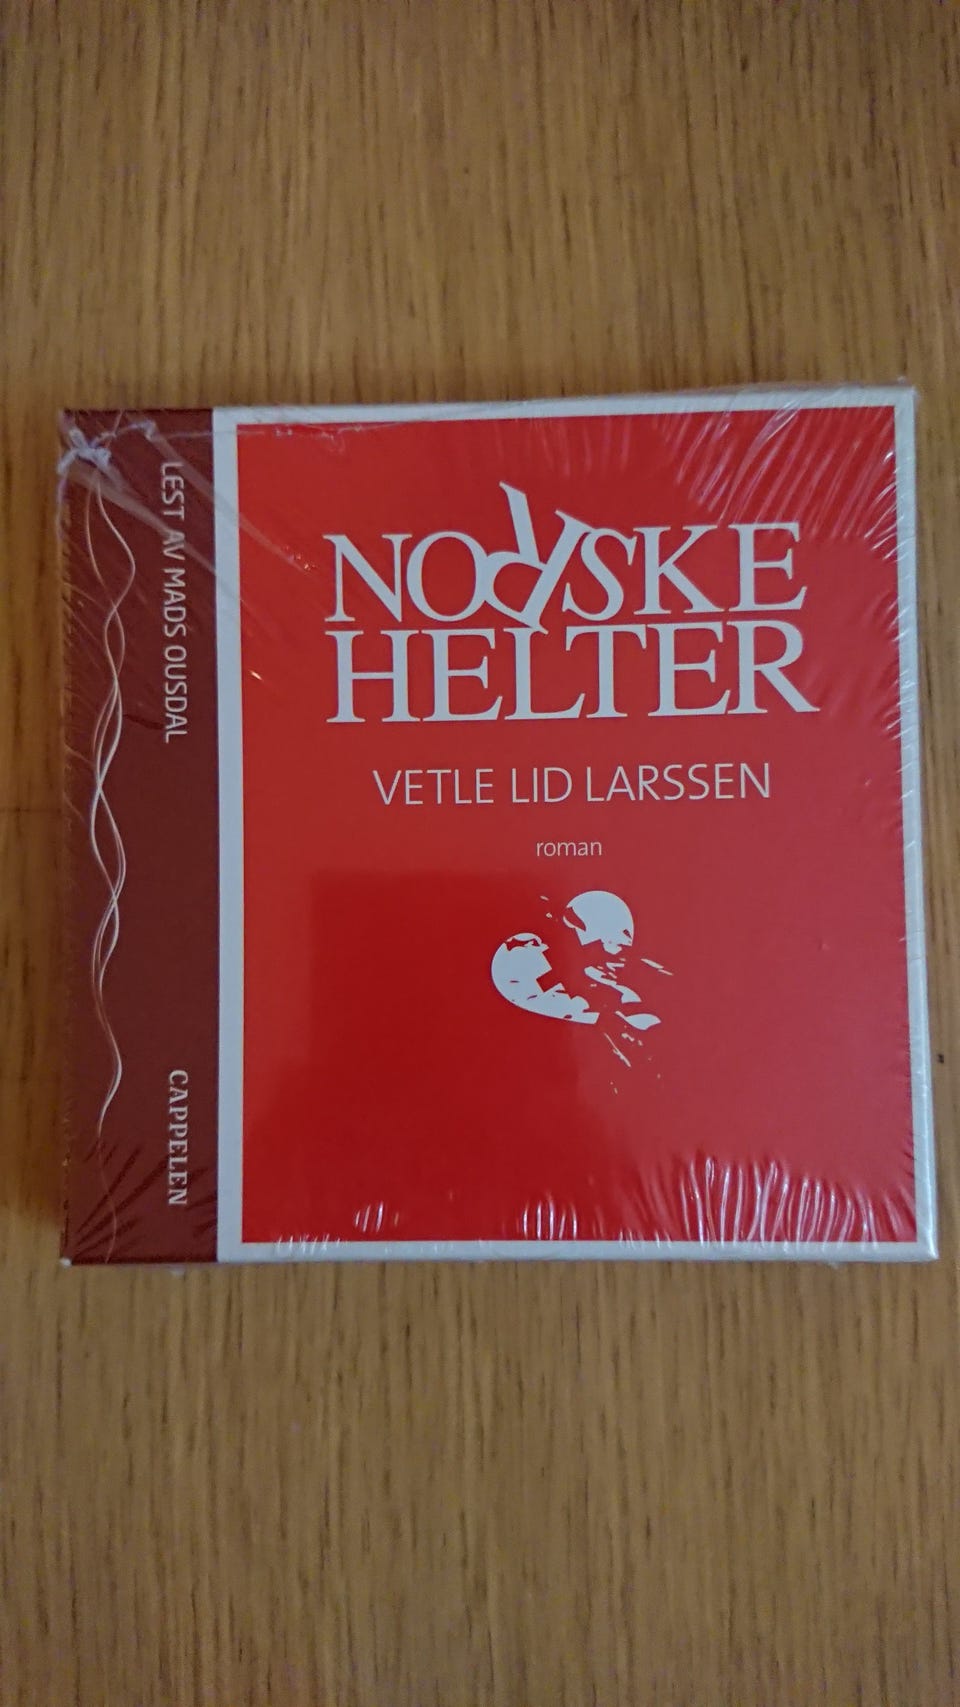 NORSKE
HELTER
VETLE LID LARSSEN
roman
LEST AV MADS OUSDAL
CAPPELEN